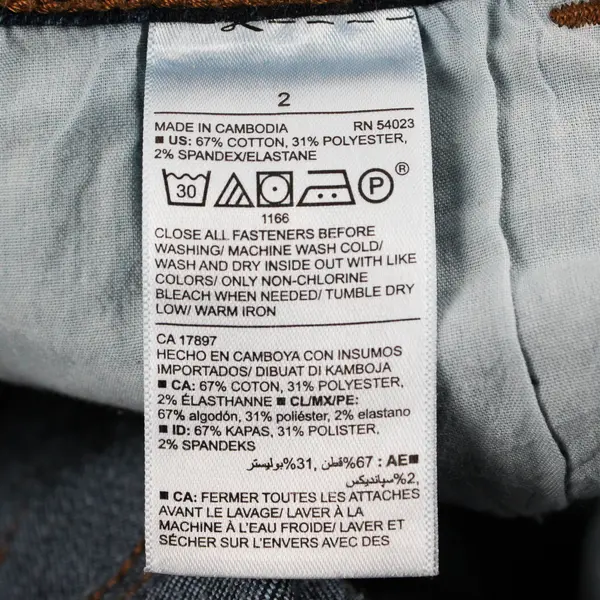 2
MADE IN CAMBODIA RN 54023
■ US: 67% COTTON, 31% POLYESTER,
2% SPANDEX/ELASTANE
30 P ®
1166
CLOSE ALL FASTENERS BEFORE
WASHING/ MACHINE WASH COLD/
WASH AND DRY INSIDE OUT WITH LIKE
COLORS/ ONLY NON-CHLORINE
BLEACH WHEN NEEDED/ TUMBLE DRY
LOW/ WARM IRON
CA 17897
HECHO EN CAMBOYA CON INSUMOS
IMPORTADOS/ DIBUAT DI KAMBOJA
■ CA: 67% COTON, 31% POLYESTER,
2% ÉLASTHANNE ■ CL/MX/PE:
67% algodón, 31% poliéster, 2% elastano
■ ID: 67% KAPAS, 31% POLISTER,
2% SPANDEKS
■ AE: 67% قطن, 31% بوليستر
, 2% سپاندیکس
■ CA: FERMER TOUTES LES ATTACHES
AVANT LE LAVAGE/ LAVER À LA
MACHINE À L'EAU FROIDE/ LAVER ET
SÉCHER SUR L'ENVERS AVEC DES